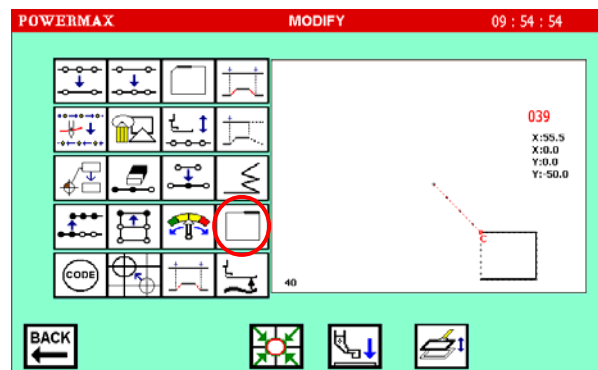 POWERMAX MODIFY 09 : 54 : 54
039
X:55.5
X:0.0
Y:0.0
Y:-50.0
C
40
CODE
BACK